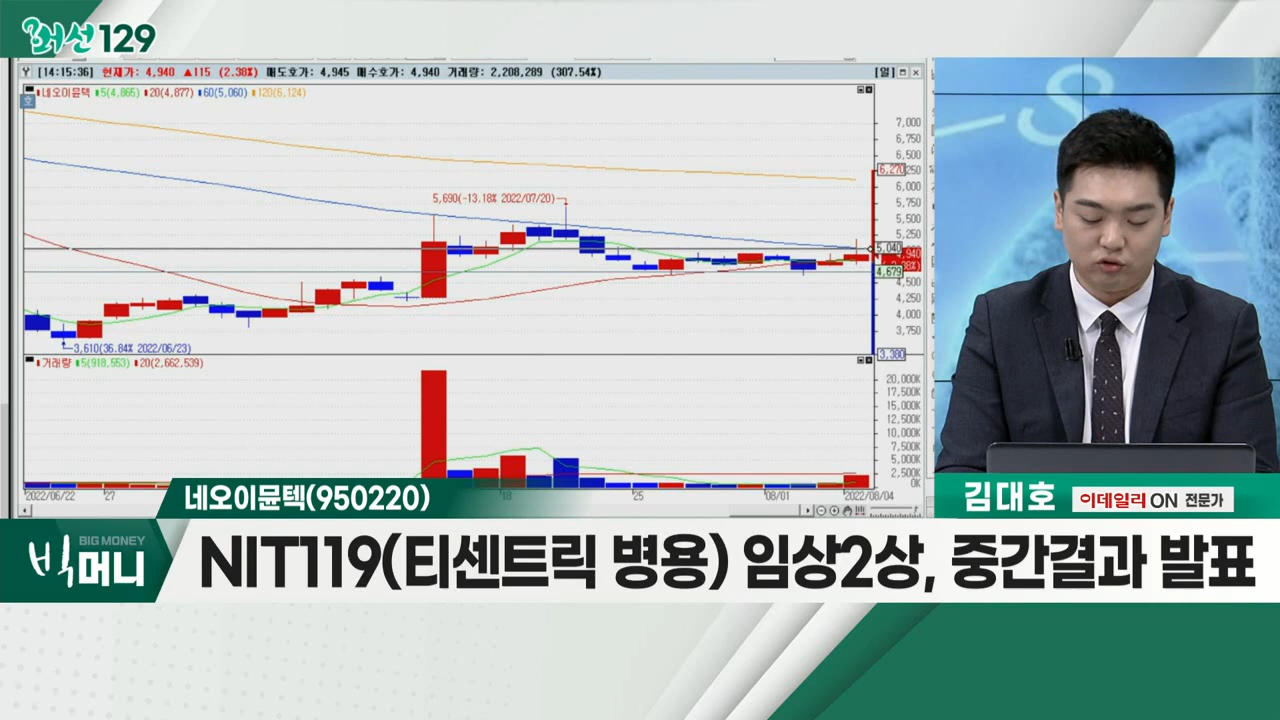 최선129
[14:15:36] 현재가: 4,940 ▲115 (2.38%) 매도호가: 4,945 매수호가: 4,940 거래량: 2,208,289 (307.54%) [일]
네오이뮨텍 5(4,865) 20(4,877) 60(5,060) 120(6,124)
7,000
6,750
6,500
6,270
6,000
5,690(-13.18% 2022/07/20)
5,750
5,500
5,250
5,040
4,940
4,679
4,500
4,250
4,000
3,750
3,610(36.84% 2022/06/23)
3,380
거래량 5(918,553) 20(2,662,539)
20,000K
17,500K
15,000K
12,500K
10,000K
7,500K
5,000K
2,500K
0K
2022/06/22 27 18 25 08/01 2022/08/04
네오이뮨텍(950220)
김대호 이데일리 ON 전문가
BIG MONEY
빅머니
NIT119(티센트릭 병용) 임상2상, 중간결과 발표